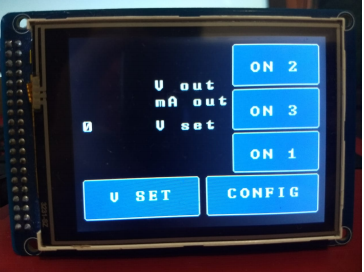 ON 2
V out
mA out
ON 3
0 V set
ON 1
V SET
CONFIG